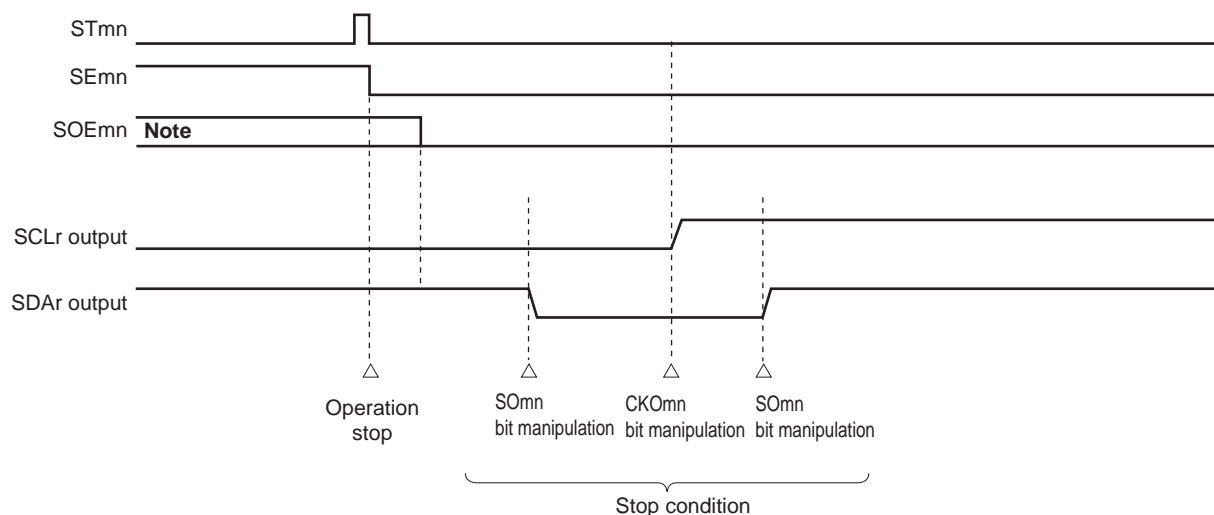 STmn
SEmn
SOEmn Note
SCLr output
SDAr output
Operation
stop
SOmn
bit manipulation
CKOmn
bit manipulation
SOmn
bit manipulation
Stop condition